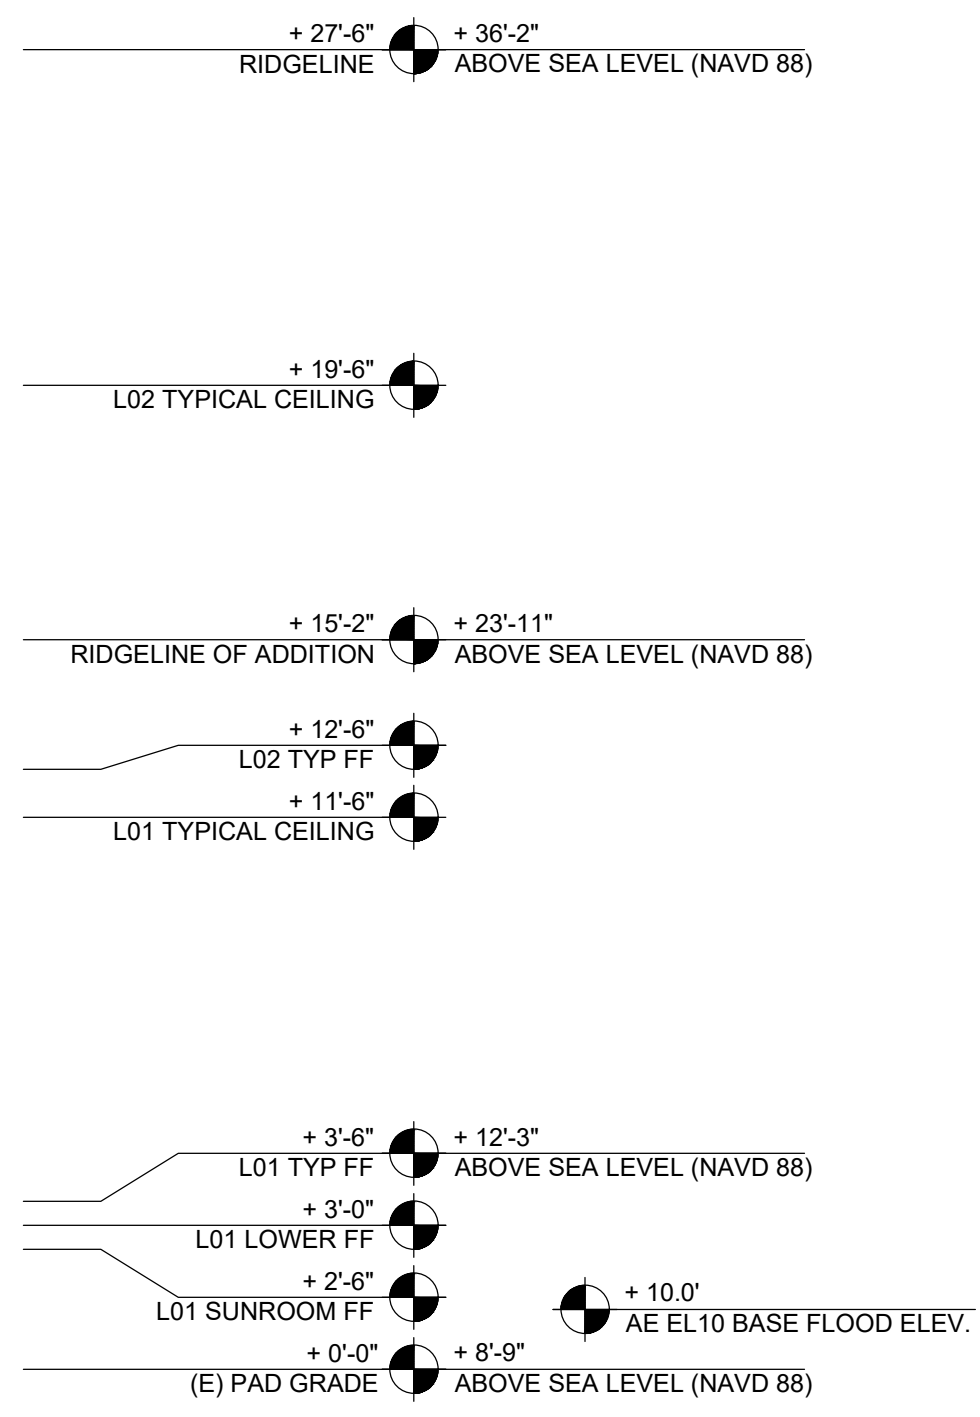 + 27'-6" + 36'-2"
RIDGELINE ABOVE SEA LEVEL (NAVD 88)
+ 19'-6"
L02 TYPICAL CEILING
+ 15'-2" + 23'-11"
RIDGELINE OF ADDITION ABOVE SEA LEVEL (NAVD 88)
+ 12'-6"
L02 TYP FF
+ 11'-6"
L01 TYPICAL CEILING
+ 3'-6" + 12'-3"
L01 TYP FF ABOVE SEA LEVEL (NAVD 88)
+ 3'-0"
L01 LOWER FF
+ 2'-6"
L01 SUNROOM FF
+ 10.0'
AE EL10 BASE FLOOD ELEV.
+ 0'-0" + 8'-9"
(E) PAD GRADE ABOVE SEA LEVEL (NAVD 88)